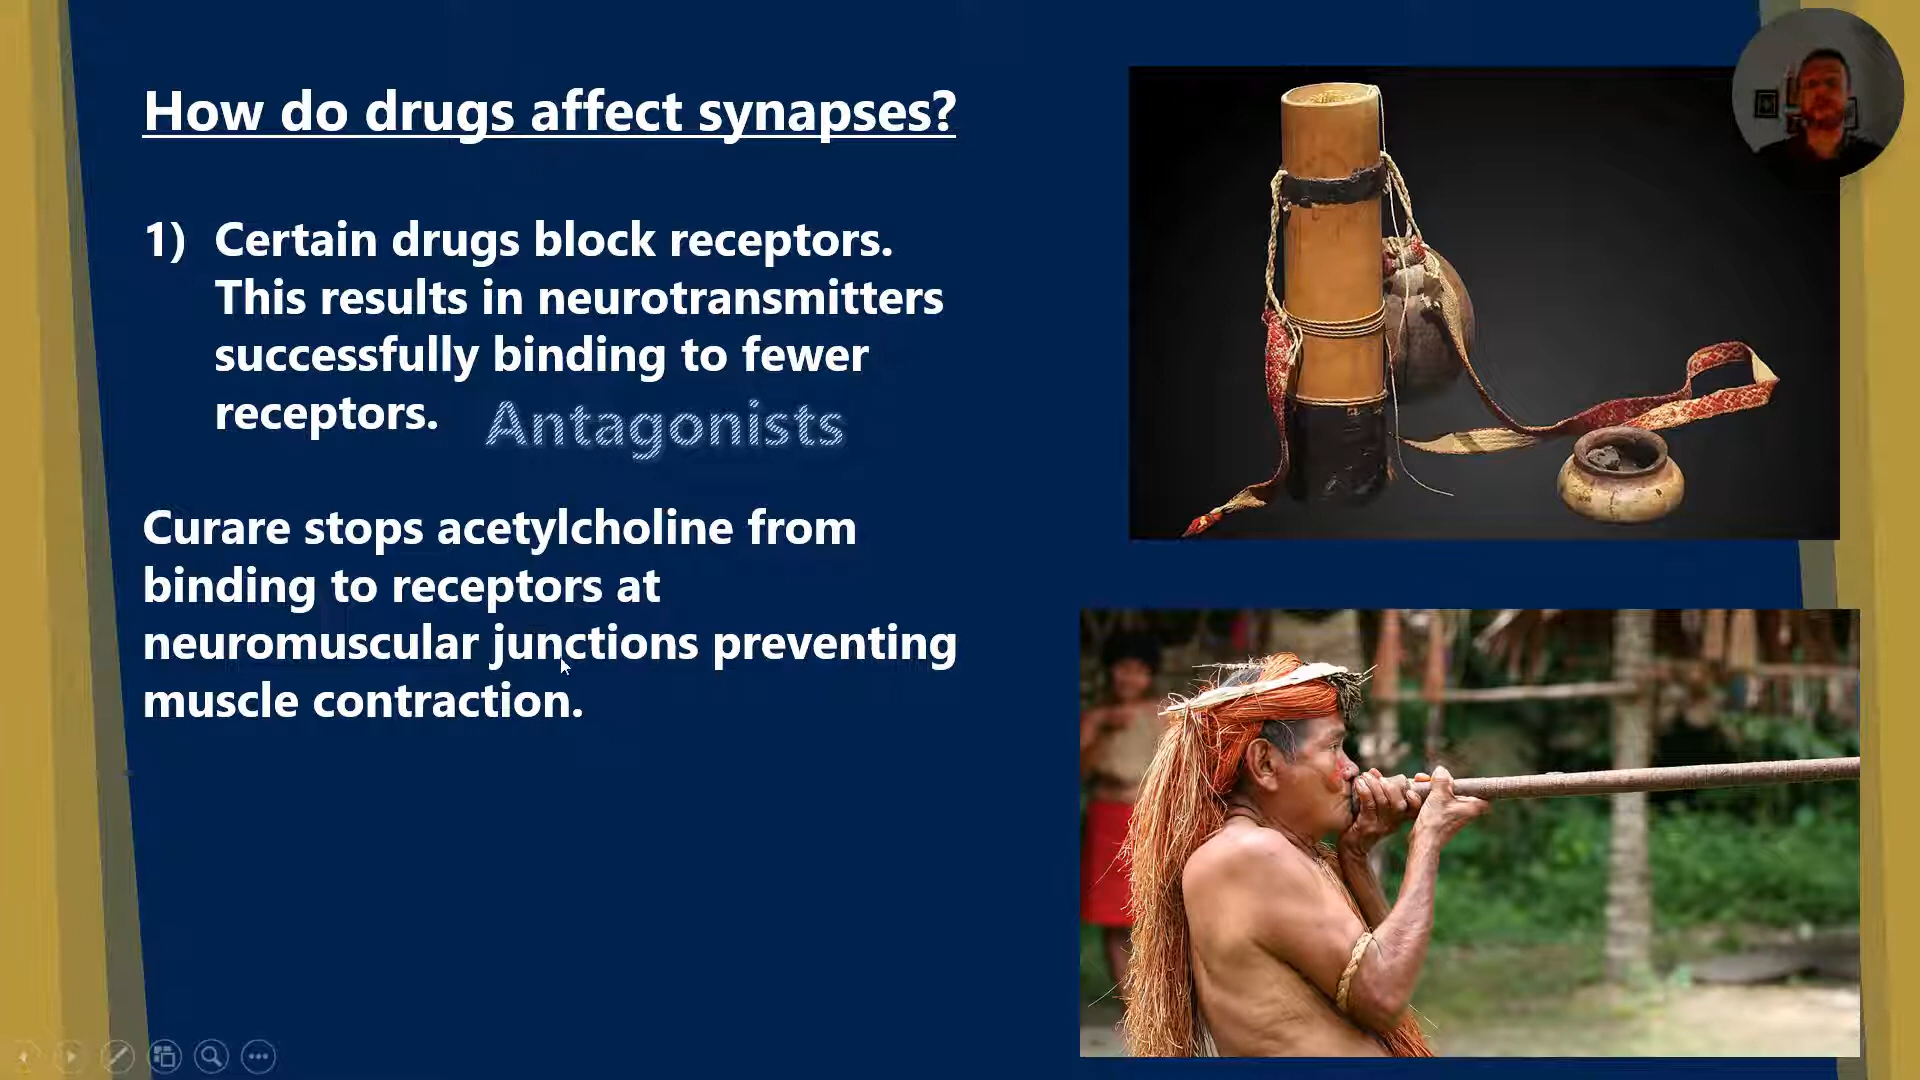 How do drugs affect synapses?
1) Certain drugs block receptors.
This results in neurotransmitters
successfully binding to fewer
receptors.
Antagonists
Curare stops acetylcholine from
binding to receptors at
neuromuscular junctions preventing
muscle contraction.